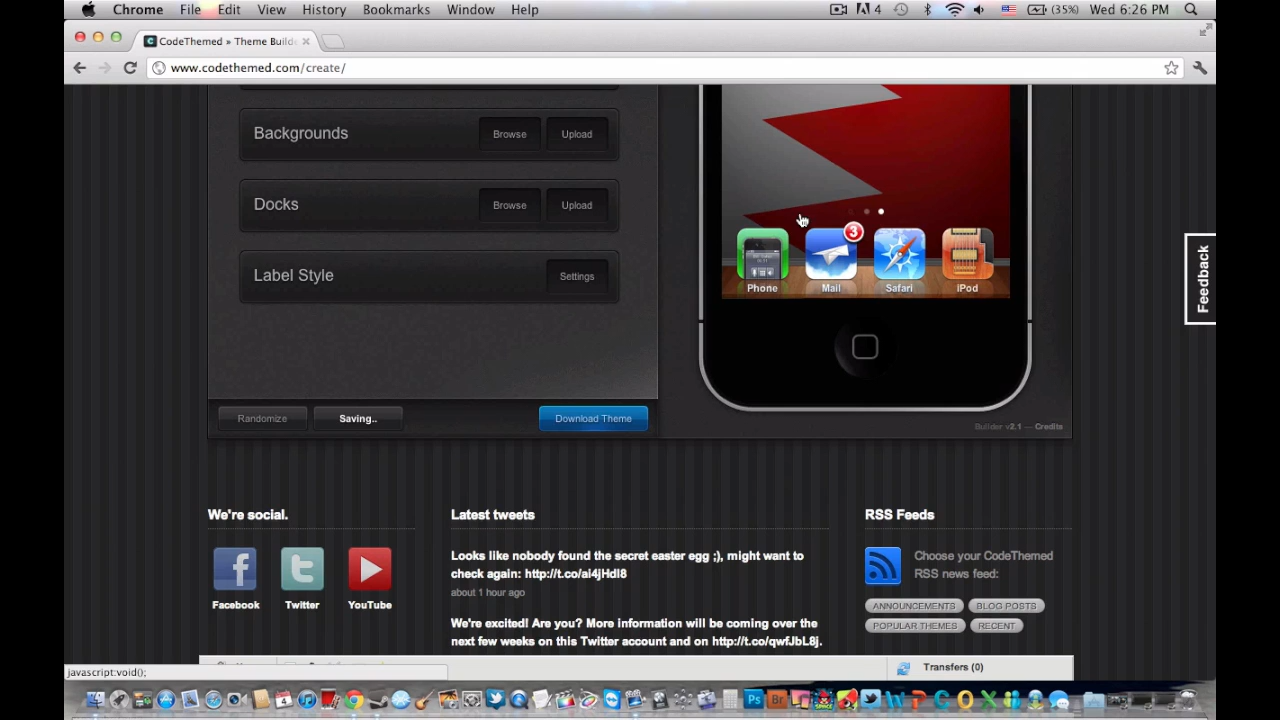 Chrome File Edit View History Bookmarks Window Help 4 (35%) Wed 6:26 PM
CodeThemed » Theme Build
www.codethemed.com/create/
Backgrounds Browse Upload
Docks Browse Upload
Label Style Settings
3
Phone Mail Safari iPod
Feedback
Randomize Saving.. Download Theme
Builder v2.1 — Credits
We're social.
Facebook Twitter YouTube
Latest tweets
Looks like nobody found the secret easter egg ;), might want to
check again: http://t.co/ai4jHdl8
about 1 hour ago
We're excited! Are you? More information will be coming over the
next few weeks on this Twitter account and on http://t.co/qwfJbL8j.
RSS Feeds
Choose your CodeThemed
RSS news feed:
ANNOUNCEMENTS BLOG POSTS
POPULAR THEMES RECENT
javascript:void();
Transfers (0)